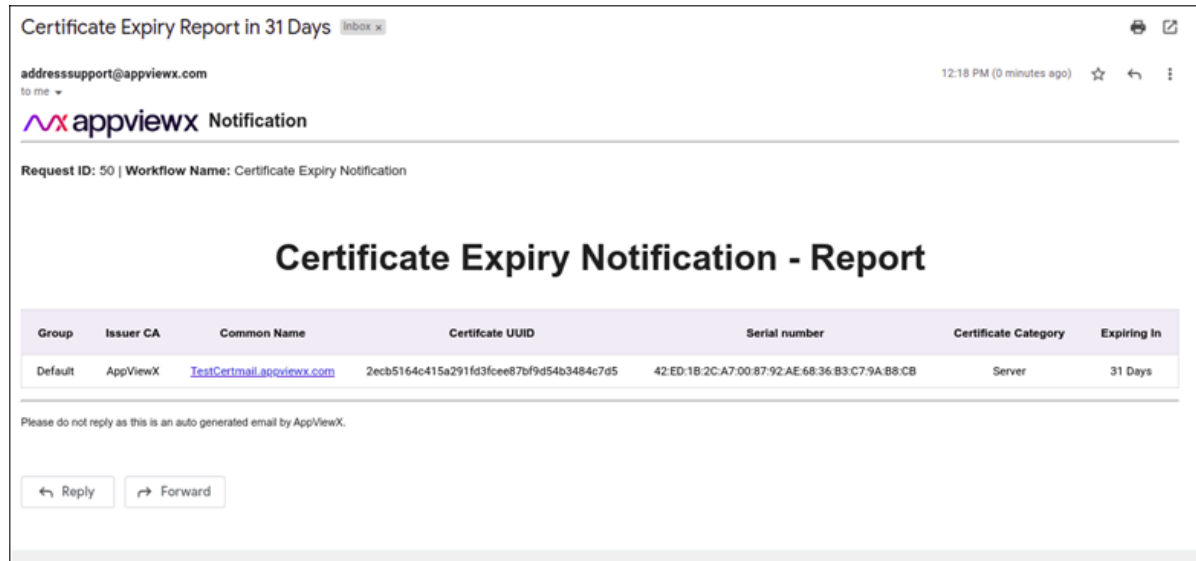 Certificate Expiry Report in 31 Days Inbox x
addresssupport@appviewx.com 12:18 PM (0 minutes ago)
to me
appviewx Notification
Request ID: 50 | Workflow Name: Certificate Expiry Notification
Certificate Expiry Notification - Report
Group Issuer CA Common Name Certifcate UUID Serial number Certificate Category Expiring In
Default AppViewX TestCertmail.appviewx.com 2ecb5164c415a291fd3fcee87bf9d54b3484c7d5 42:ED:1B:2C:A7:00:87:92:AE:68:36:B3:C7:9A:B8:CB Server 31 Days
Please do not reply as this is an auto generated email by AppViewX.
Reply Forward